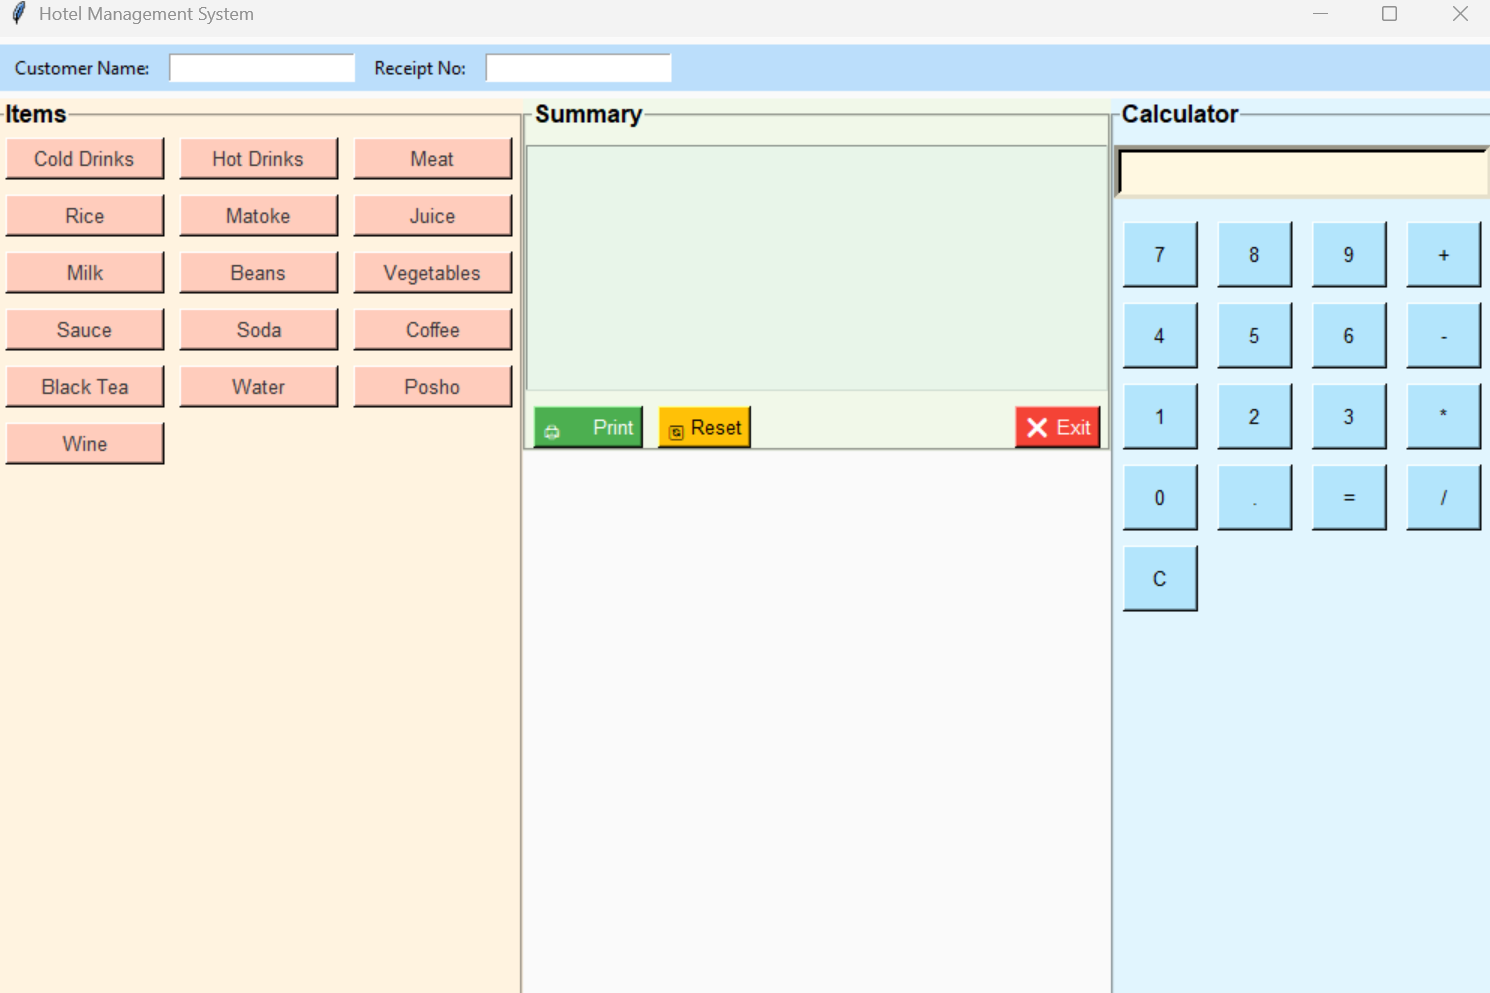 Hotel Management System
Customer Name:
Receipt No:
Items
Cold Drinks
Hot Drinks
Meat
Rice
Matoke
Juice
Milk
Beans
Vegetables
Sauce
Soda
Coffee
Black Tea
Water
Posho
Wine
Summary
Print
Reset
Exit
Calculator
7 8 9 +
4 5 6 -
1 2 3 *
0 . = /
C